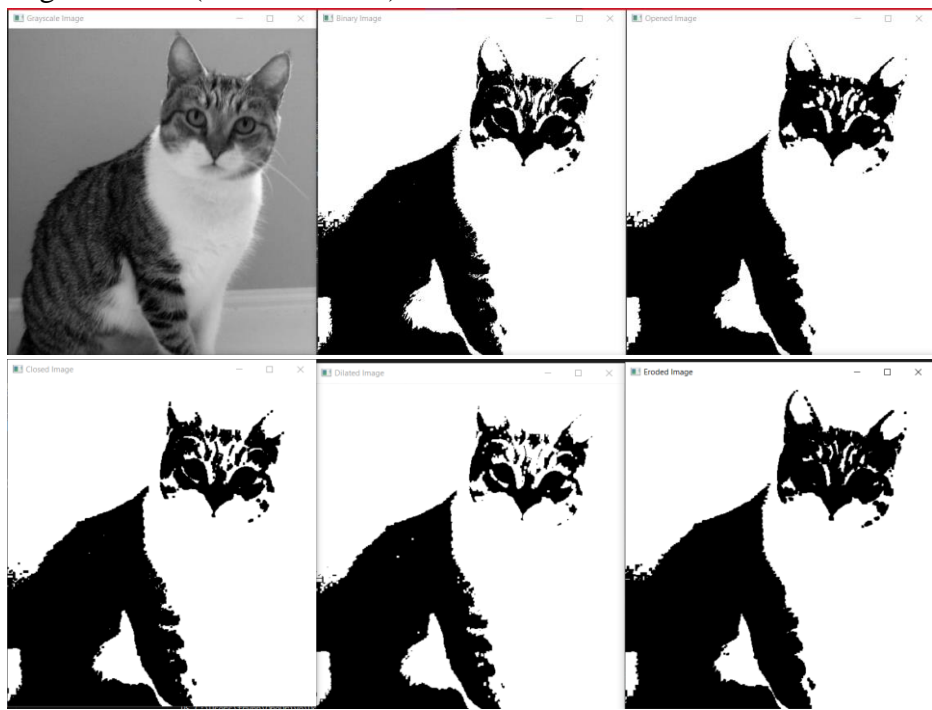 Grayscale Image
Binary Image
Opened Image
Closed Image
Dilated Image
Eroded Image